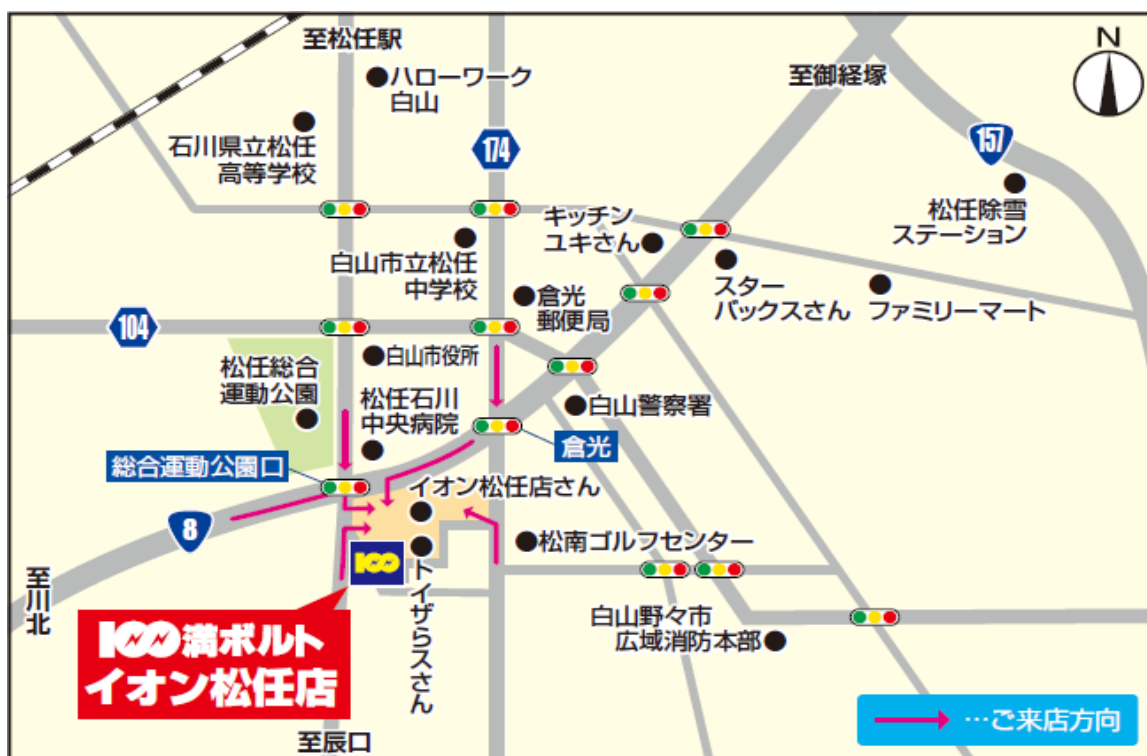 至松任駅
N
ハローワーク
白山
至御経塚
174
157
石川県立松任
高等学校
松任除雪
ステーション
キッチン
ユキさん
白山市立松任
中学校
スター
バックスさん
ファミリーマート
倉光
郵便局
104
白山市役所
松任総合
運動公園
松任石川
中央病院
白山警察署
倉光
総合運動公園口
イオン松任店さん
8
松南ゴルフセンター
100
トイザらスさん
至川北
白山野々市
広域消防本部
100満ボルト
イオン松任店
…ご来店方向
至辰口